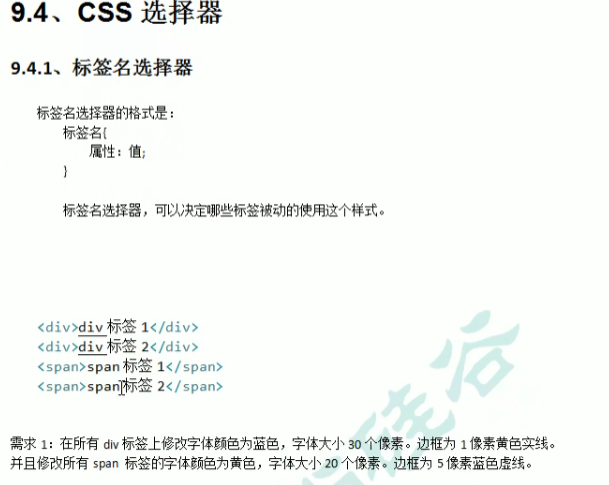 9.4、CSS 选择器
9.4.1、标签名选择器
标签名选择器的格式是：
标签名{
属性：值;
}
标签名选择器，可以决定哪些标签被动的使用这个样式。
<div>div 标签 1</div>
<div>div 标签 2</div>
<span>span 标签 1</span>
<span>span 标签 2</span>
需求 1：在所有 div 标签上修改字体颜色为蓝色，字体大小 30 个像素。边框为 1 像素黄色实线。
并且修改所有 span 标签的字体颜色为黄色，字体大小 20 个像素。边框为 5 像素蓝色虚线。
硅谷